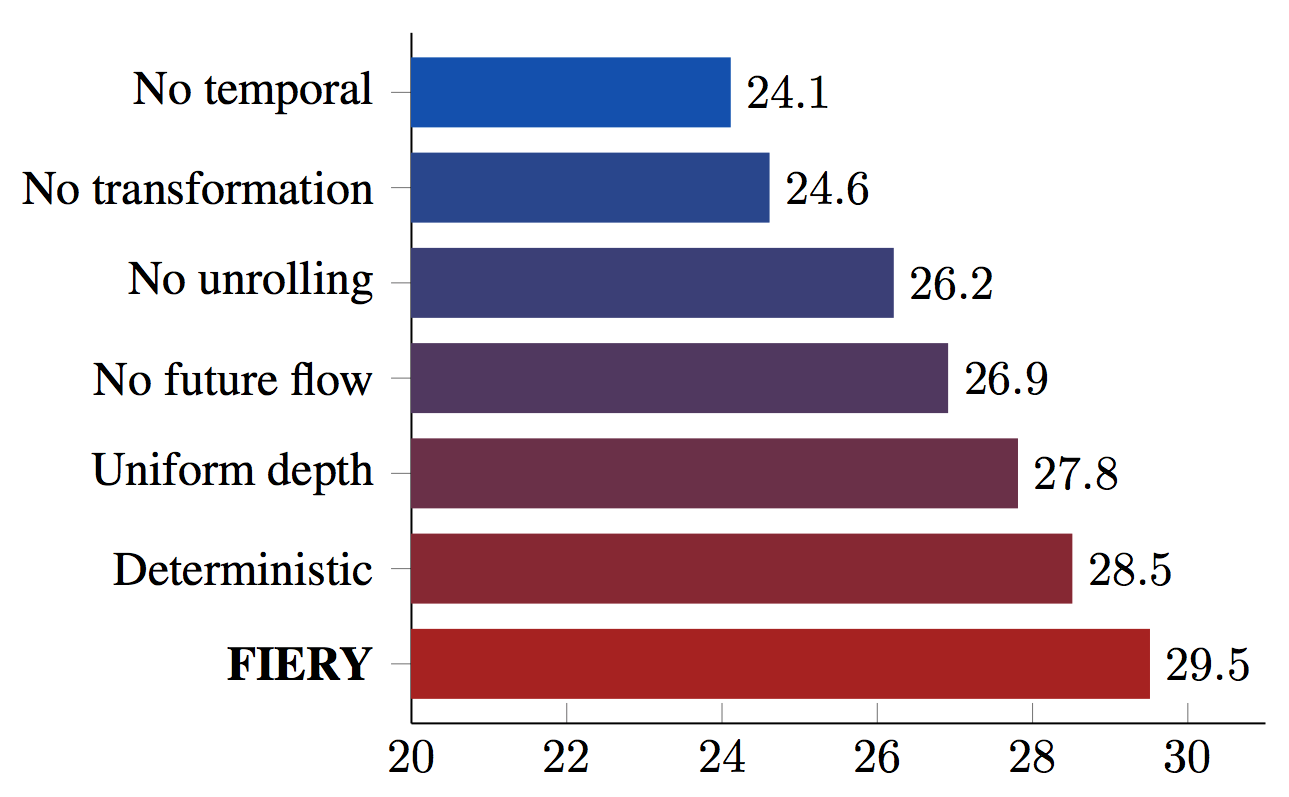 No temporal 24.1
No transformation 24.6
No unrolling 26.2
No future flow 26.9
Uniform depth 27.8
Deterministic 28.5
FIERY 29.5
20 22 24 26 28 30